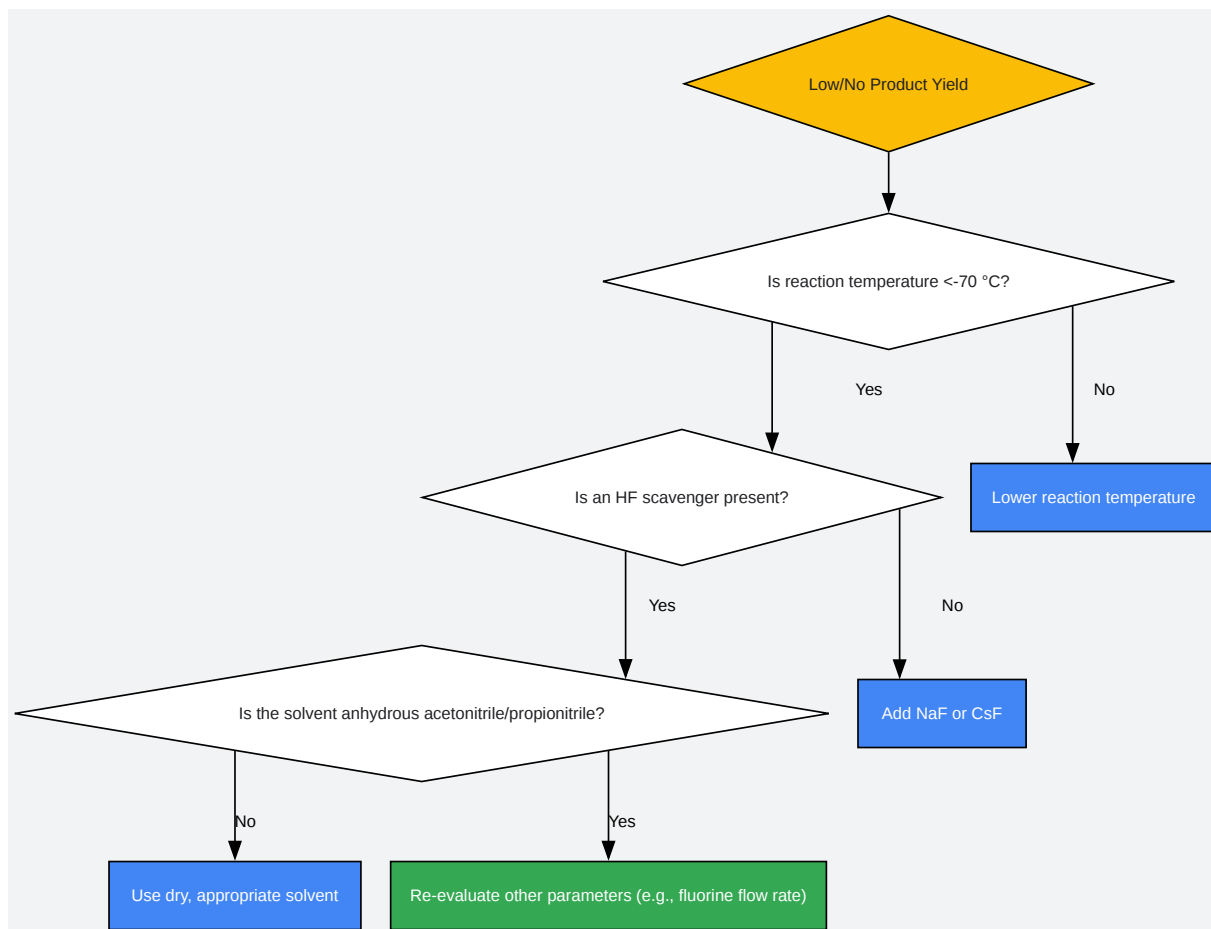 Low/No Product Yield
Is reaction temperature <-70 °C?
Yes
No
Is an HF scavenger present?
Lower reaction temperature
Yes
No
Is the solvent anhydrous acetonitrile/propionitrile?
Add NaF or CsF
No
Yes
Use dry, appropriate solvent
Re-evaluate other parameters (e.g., fluorine flow rate)